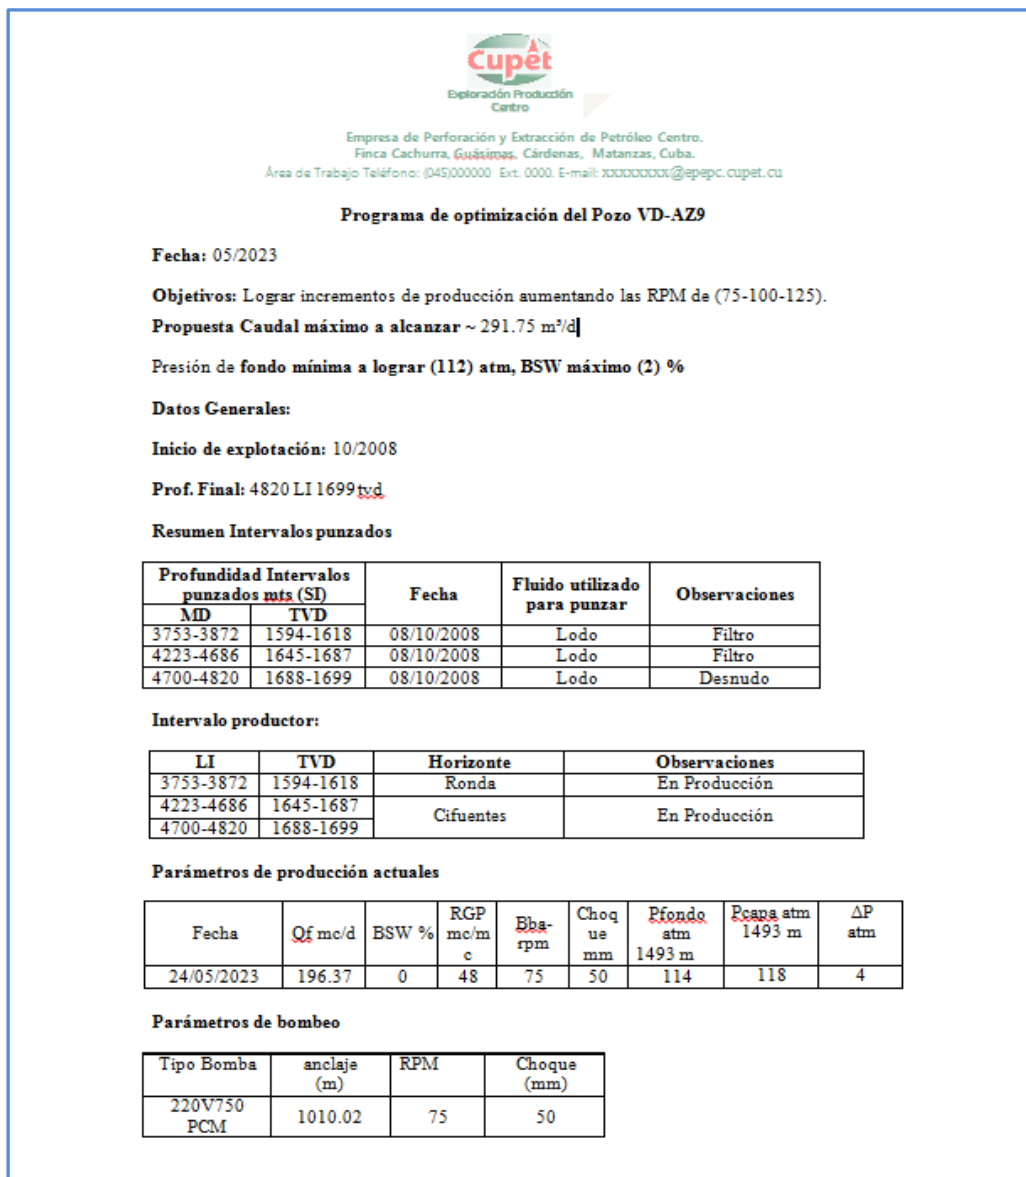 Cupet
Exploración Producción
Centro
Empresa de Perforación y Extracción de Petróleo Centro.
Finca Cachurra, Guásimas, Cárdenas, Matanzas, Cuba.
Área de Trabajo Teléfono: (045)000000 Ext. 0000. E-mail: xxxxxxxx@epepc.cupet.cu
Programa de optimización del Pozo VD-AZ9
Fecha: 05/2023
Objetivos: Lograr incrementos de producción aumentando las RPM de (75-100-125).
Propuesta Caudal máximo a alcanzar ~ 291.75 m³/d
Presión de fondo mínima a lograr (112) atm, BSW máximo (2) %
Datos Generales:
Inicio de explotación: 10/2008
Prof. Final: 4820 LI 1699 tvd
Resumen Intervalos punzados
Profundidad Intervalos punzados mts (SI) Fecha Fluido utilizado para punzar Observaciones
MD TVD
3753-3872 1594-1618 08/10/2008 Lodo Filtro
4223-4686 1645-1687 08/10/2008 Lodo Filtro
4700-4820 1688-1699 08/10/2008 Lodo Desnudo
Intervalo productor:
LI TVD Horizonte Observaciones
3753-3872 1594-1618 Ronda En Producción
4223-4686 1645-1687 Cifuentes En Producción
4700-4820 1688-1699
Parámetros de producción actuales
Fecha Qf mc/d BSW % RGP mc/mc Bba-rpm Choque mm Pfondo atm 1493 m Pcapa atm 1493 m ΔP atm
24/05/2023 196.37 0 48 75 50 114 118 4
Parámetros de bombeo
Tipo Bomba anclaje (m) RPM Choque (mm)
220V750 PCM 1010.02 75 50